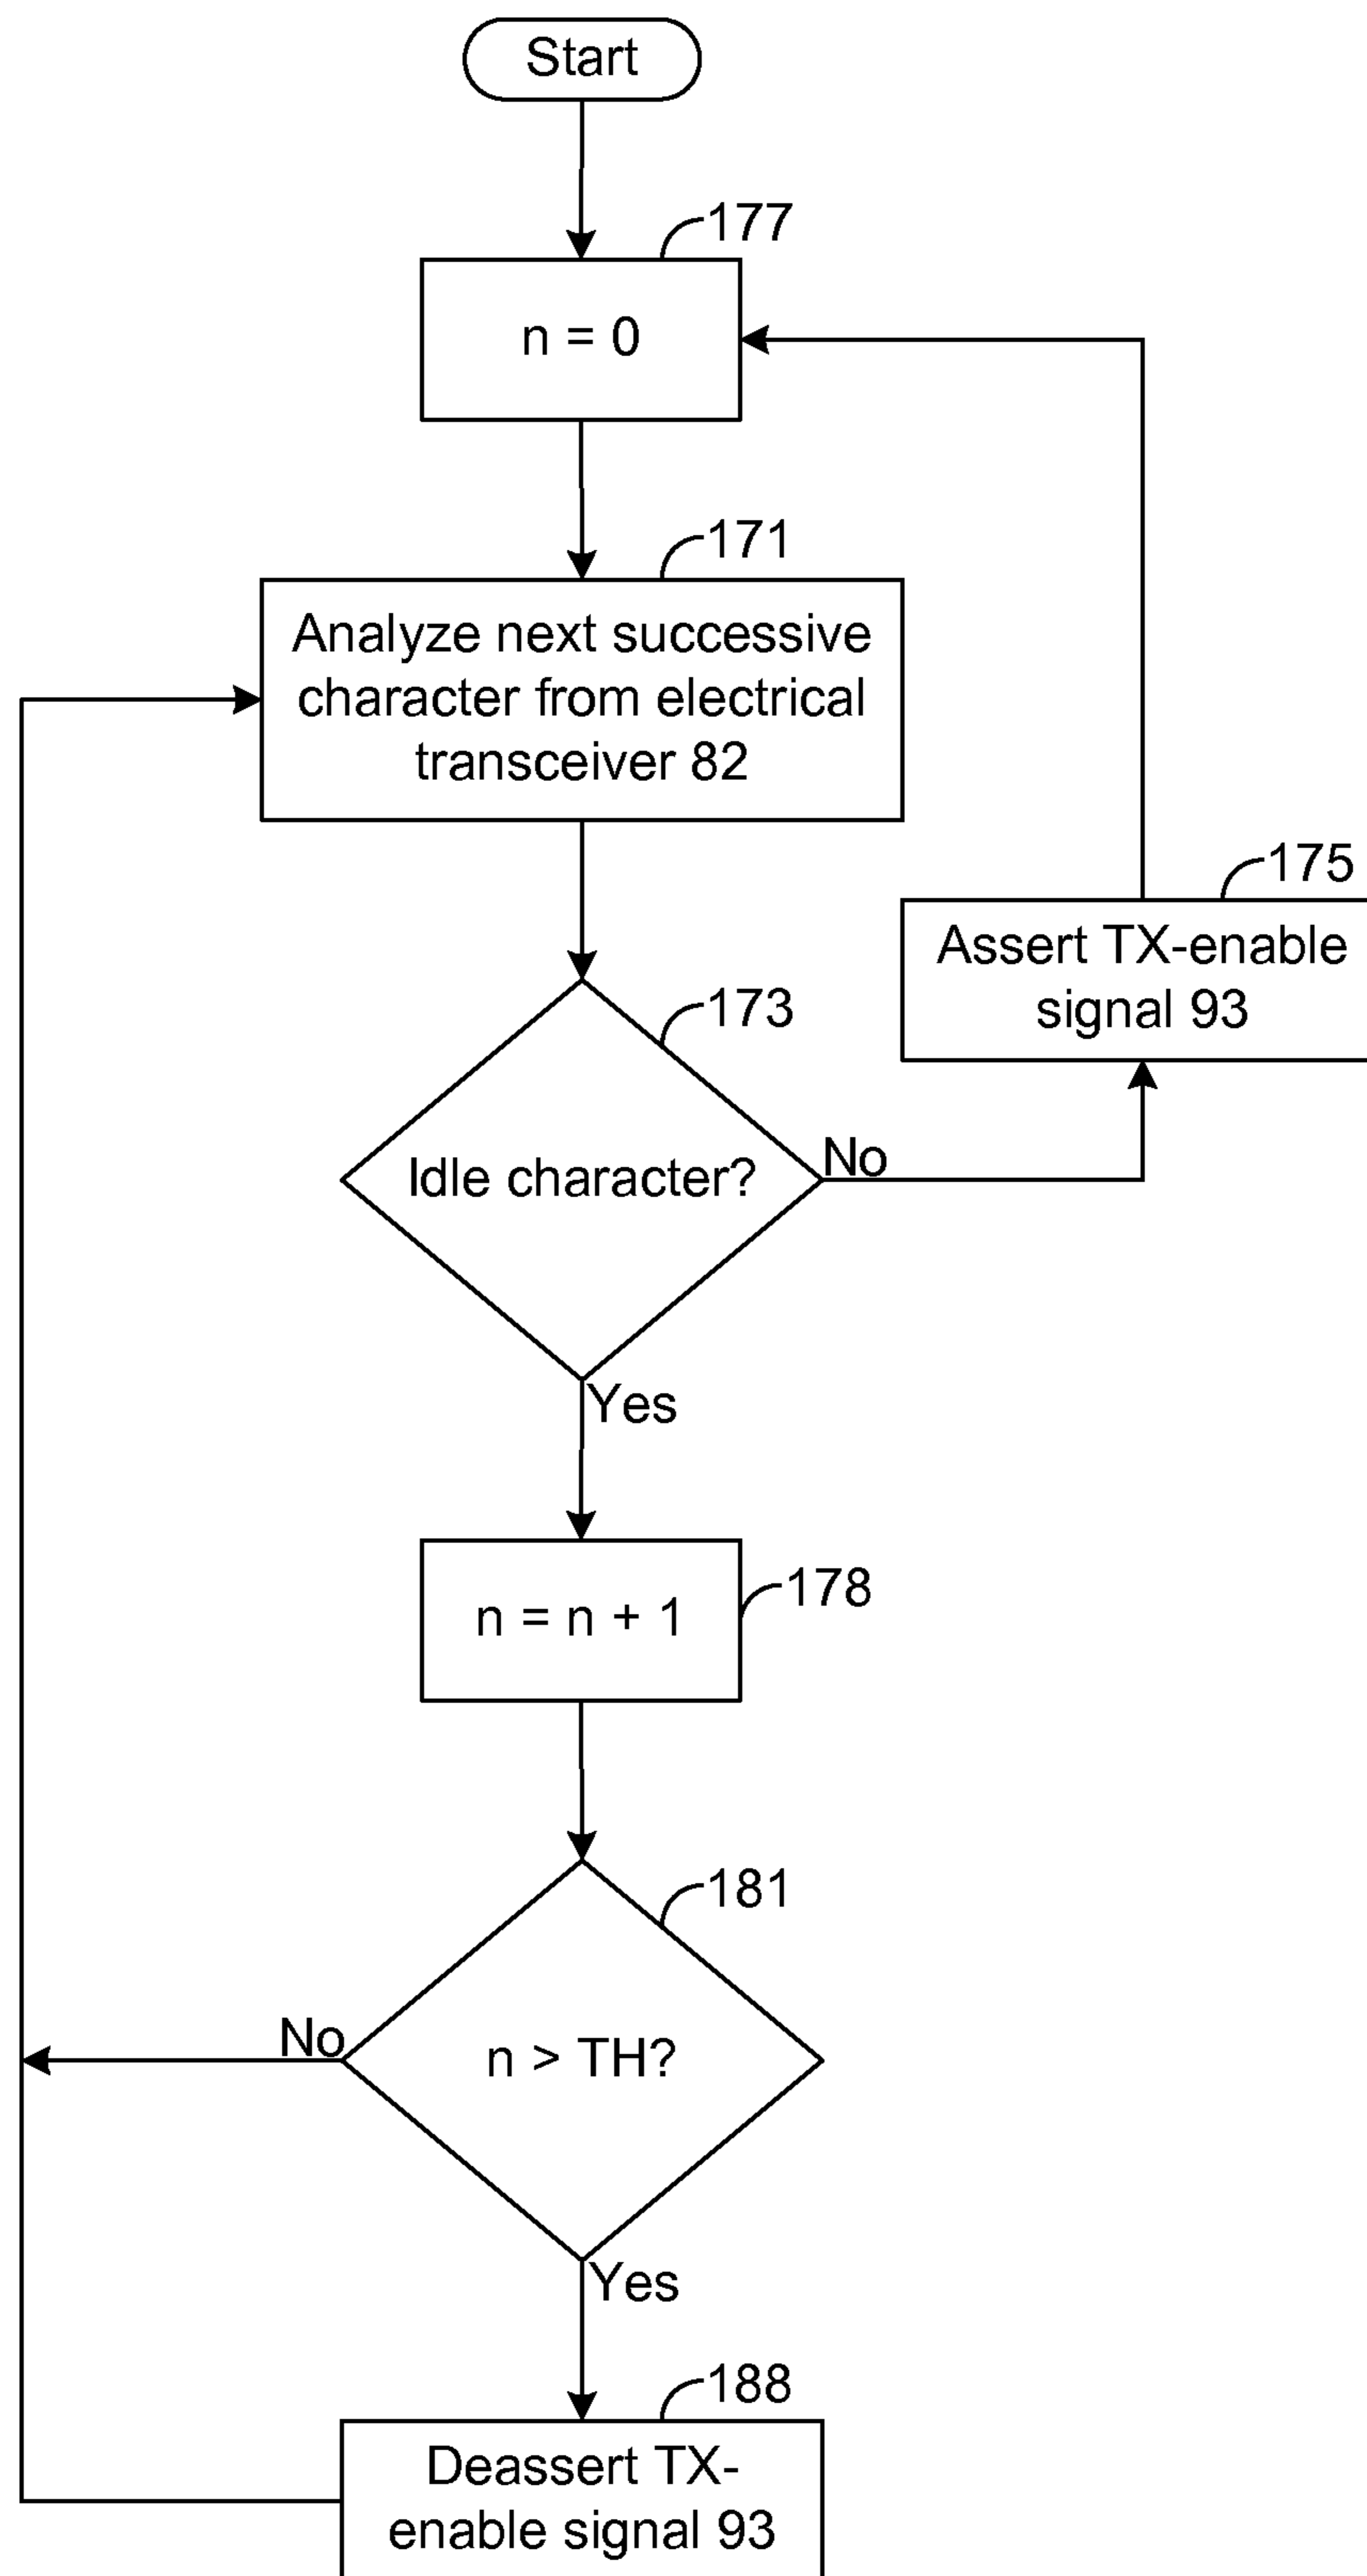 Start
177
n = 0
171
Analyze next successive
character from electrical
transceiver 82
175
Assert TX-enable
signal 93
173
Idle character?
No
Yes
178
n = n + 1
181
n > TH?
No
Yes
188
Deassert TX-
enable signal 93